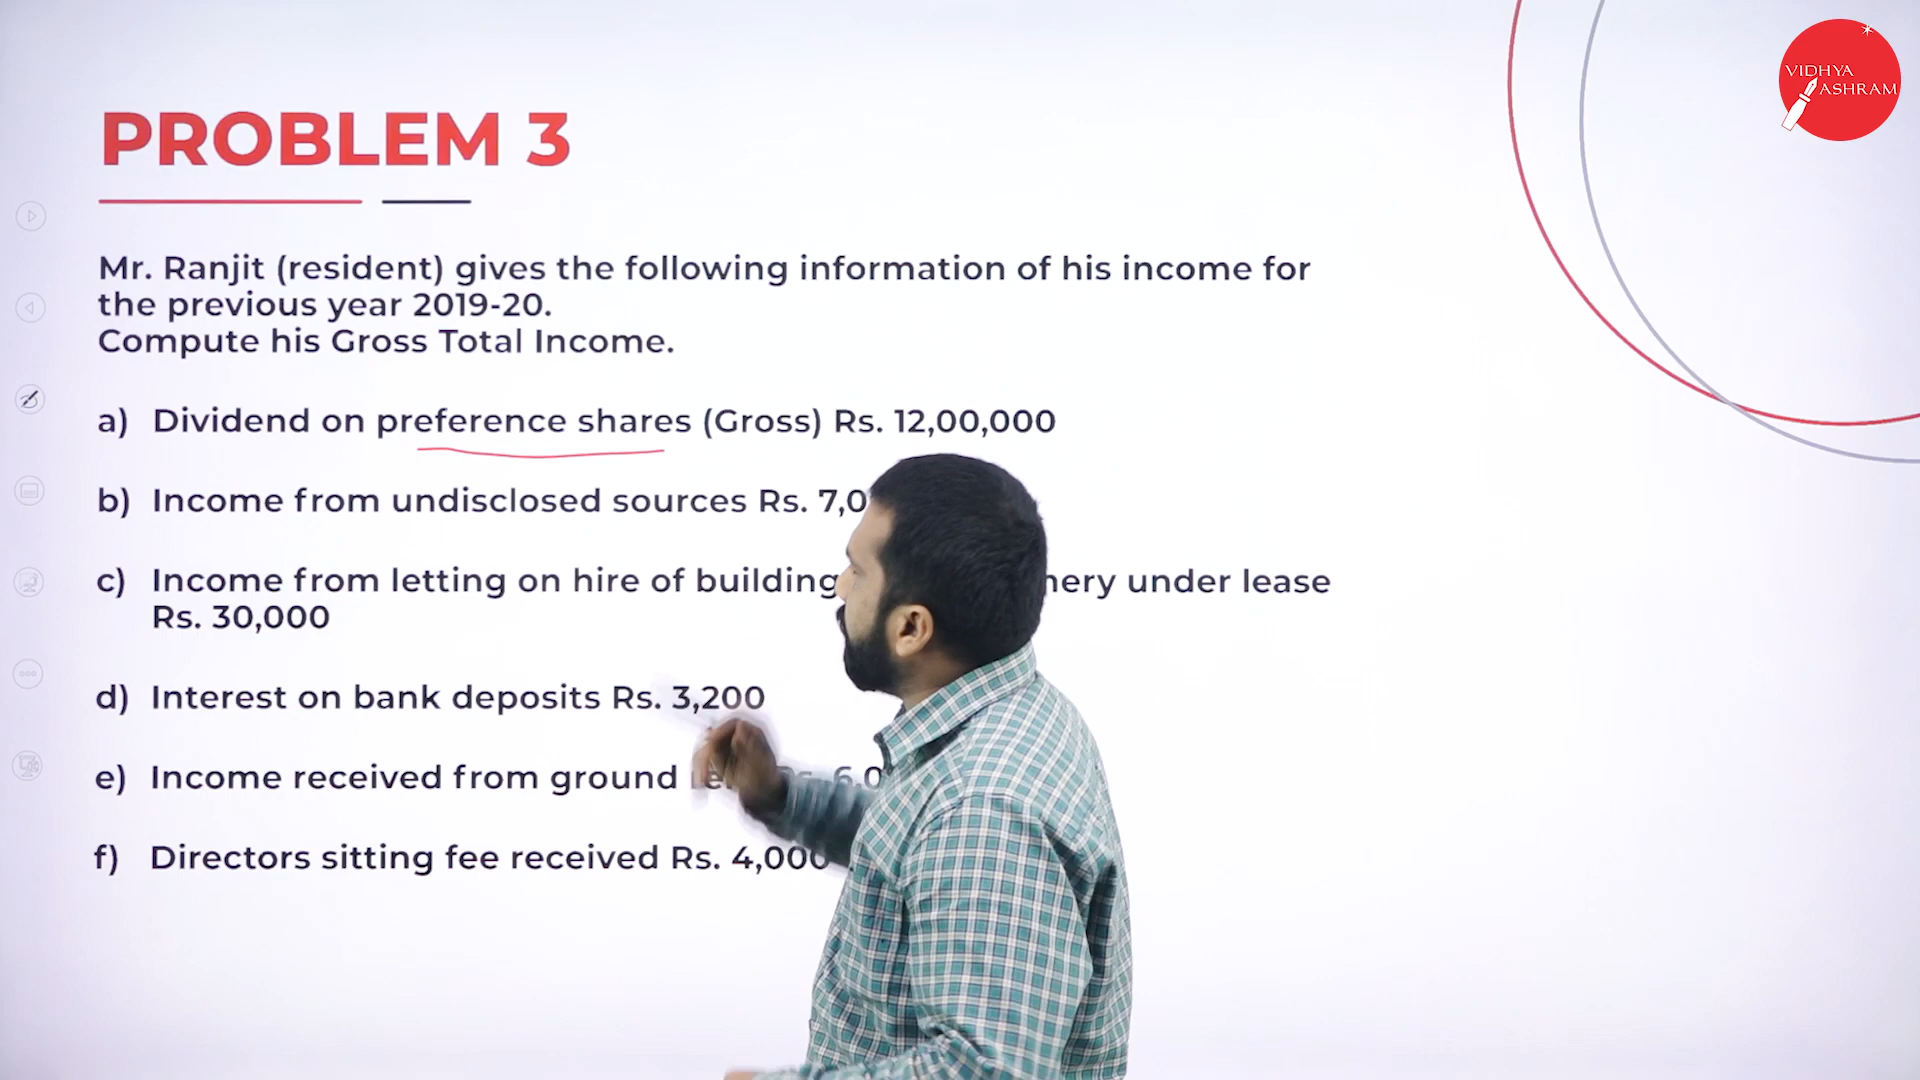 VIDHYA
ASHRAM
PROBLEM 3
Mr. Ranjit (resident) gives the following information of his income for
the previous year 2019-20.
Compute his Gross Total Income.
a) Dividend on preference shares (Gross) Rs. 12,00,000
b) Income from undisclosed sources Rs. 7,0
c) Income from letting on hire of building under lease
Rs. 30,000
d) Interest on bank deposits Rs. 3,200
e) Income received from ground
f) Directors sitting fee received Rs. 4,000